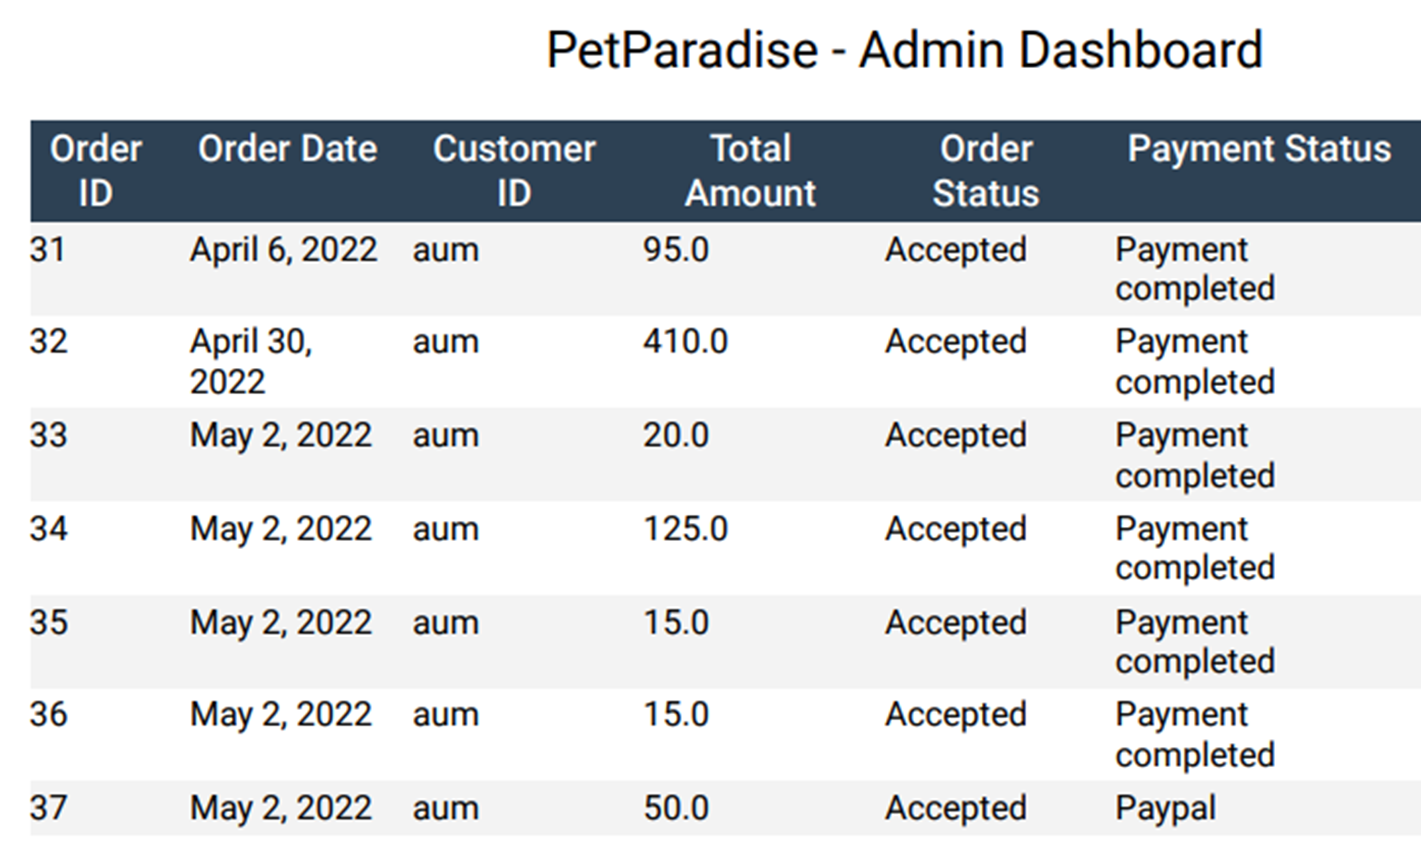 PetParadise - Admin Dashboard
Order ID Order Date Customer ID Total Amount Order Status Payment Status
31 April 6, 2022 aum 95.0 Accepted Payment completed
32 April 30, 2022 aum 410.0 Accepted Payment completed
33 May 2, 2022 aum 20.0 Accepted Payment completed
34 May 2, 2022 aum 125.0 Accepted Payment completed
35 May 2, 2022 aum 15.0 Accepted Payment completed
36 May 2, 2022 aum 15.0 Accepted Payment completed
37 May 2, 2022 aum 50.0 Accepted Paypal